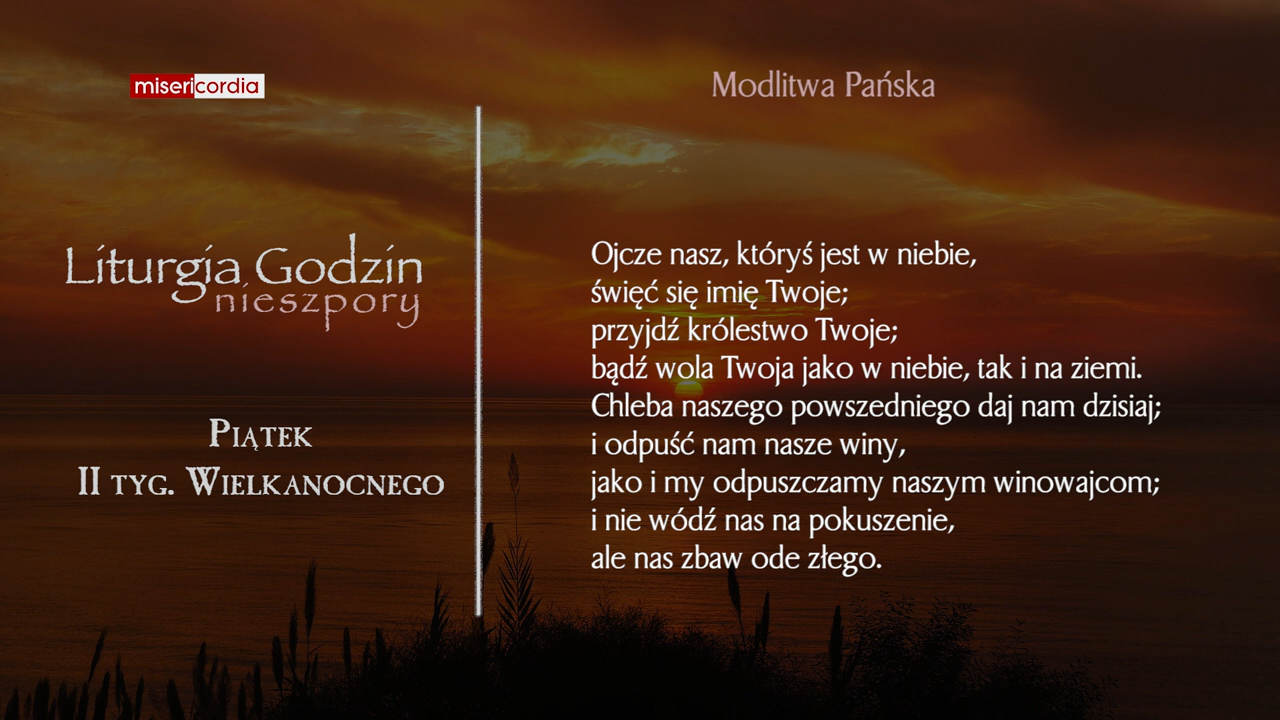 misericordia
Liturgia Godzin
nieszpory
Piątek
II tyg. Wielkanocnego
Modlitwa Pańska
Ojcze nasz, któryś jest w niebie,
święć się imię Twoje;
przyjdź królestwo Twoje;
bądź wola Twoja jako w niebie, tak i na ziemi.
Chleba naszego powszedniego daj nam dzisiaj;
i odpuść nam nasze winy,
jako i my odpuszczamy naszym winowajcom;
i nie wódź nas na pokuszenie,
ale nas zbaw ode złego.